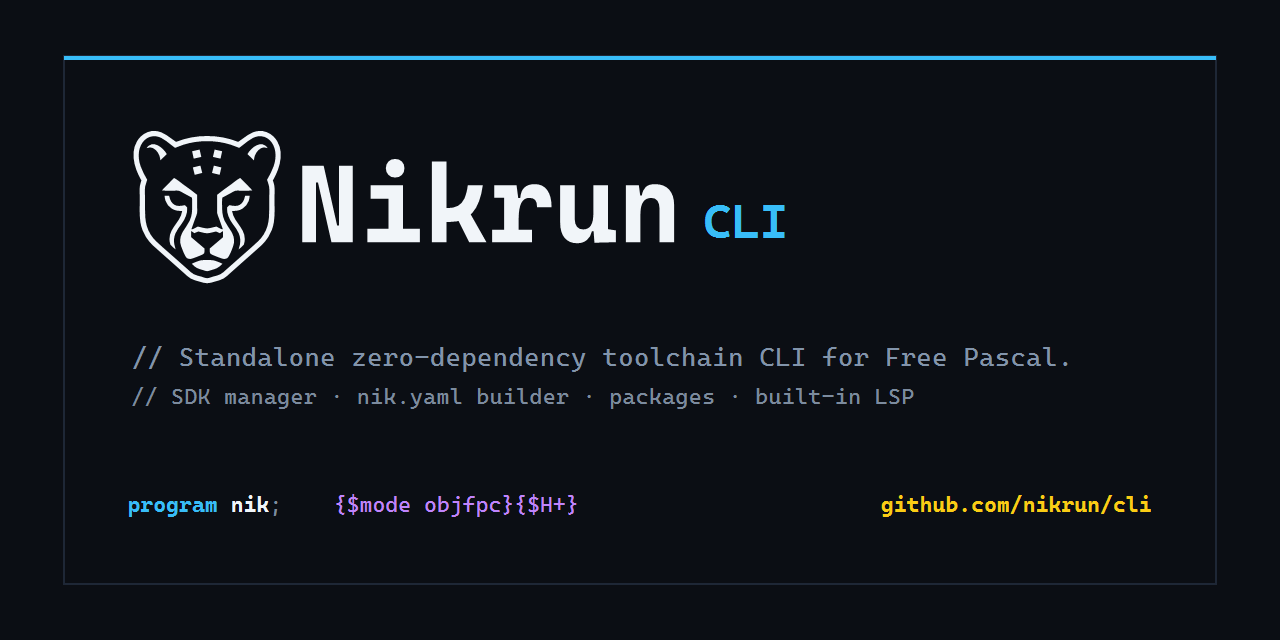 Nikrun CLI
// Standalone zero-dependency toolchain CLI for Free Pascal.
// SDK manager · nik.yaml builder · packages · built-in LSP
program nik; {$mode objfpc}{$H+} github.com/nikrun/cli